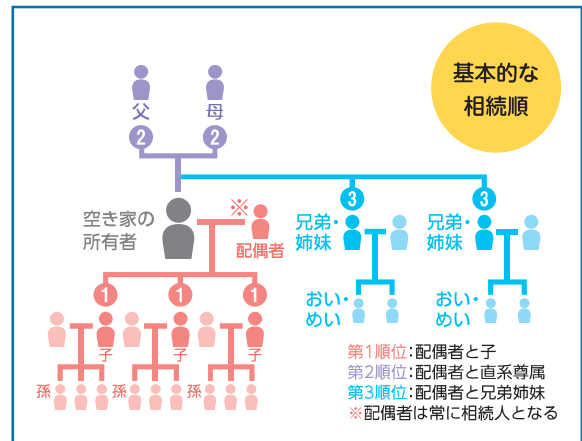 基本的な
相続順
父
母
2
2
3
3
空き家の
所有者
※
配偶者
兄弟・
姉妹
兄弟・
姉妹
1
1
1
おい・
めい
おい・
めい
子
子
子
孫
孫
孫
第1順位:配偶者と子
第2順位:配偶者と直系尊属
第3順位:配偶者と兄弟姉妹
※配偶者は常に相続人となる